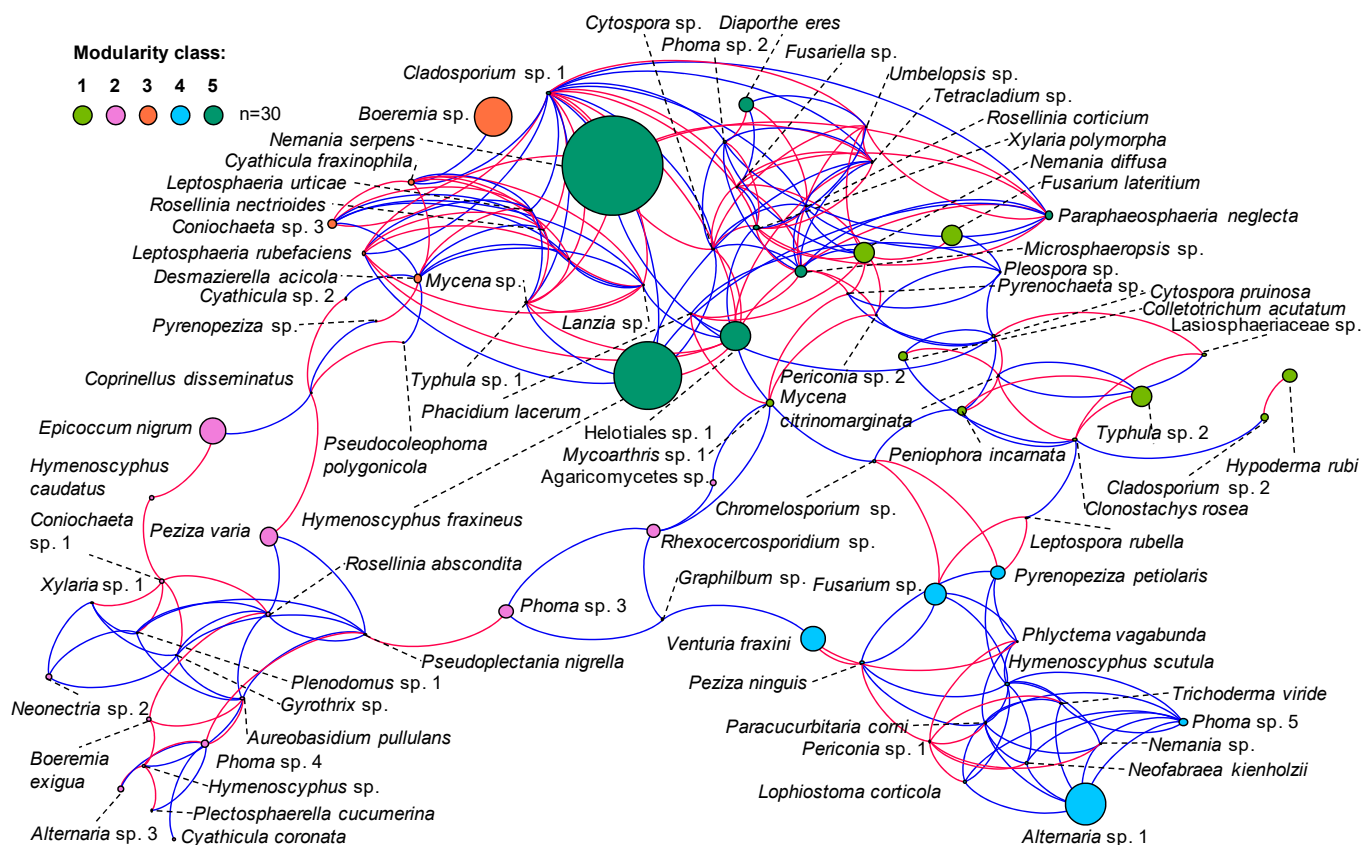 Modularity class:
1 2 3 4 5
n=30
Cytospora sp.
Diaporthe eres
Phoma sp. 2
Fusariella sp.
Cladosporium sp. 1
Umbelopsis sp.
Boeremia sp.
Tetracladium sp.
Nemania serpens
Rosellinia corticium
Cyathicula fraxinophila
Xylaria polymorpha
Leptosphaeria urticae
Nemania diffusa
Rosellinia nectrioides
Fusarium lateritium
Coniochaeta sp. 3
Paraphaeosphaeria neglecta
Leptosphaeria rubefaciens
Microsphaeropsis sp.
Desmazierella acicola
Mycena sp.
Pleospora sp.
Cyathicula sp. 2
Pyrenochaeta sp.
Cytospora pruinosa
Colletotrichum acutatum
Pyrenopeziza sp.
Lanzia sp.
Lasiosphaeriaceae sp.
Coprinellus disseminatus
Typhula sp. 1
Periconia sp. 2
Phacidium lacerum
Mycena
citrinomarginata
Epicoccum nigrum
Pseudocoleophoma
polygonicola
Helotiales sp. 1
Typhula sp. 2
Mycoarthris sp. 1
Peniophora incarnata
Hypoderma rubi
Hymenoscyphus
caudatus
Agaricomycetes sp.
Cladosporium sp. 2
Chromelosporium sp.
Clonostachys rosea
Coniochaeta
sp. 1
Peziza varia
Hymenoscyphus fraxineus
Rhexocercosporidium sp.
Leptospora rubella
Rosellinia abscondita
Xylaria sp. 1
Graphilbum sp.
Fusarium sp.
Pyrenopeziza petiolaris
Phoma sp. 3
Venturia fraxini
Phlyctema vagabunda
Pseudoplectania nigrella
Hymenoscyphus scutula
Plenodomus sp. 1
Peziza ninguis
Trichoderma viride
Neonectria sp. 2
Gyrothrix sp.
Paracucurbitaria corni
Phoma sp. 5
Aureobasidium pullulans
Periconia sp. 1
Nemania sp.
Boeremia
exigua
Phoma sp. 4
Neofabraea kienholzii
Hymenoscyphus sp.
Lophiostoma corticola
Plectosphaerella cucumerina
Alternaria sp. 3
Cyathicula coronata
Alternaria sp. 1